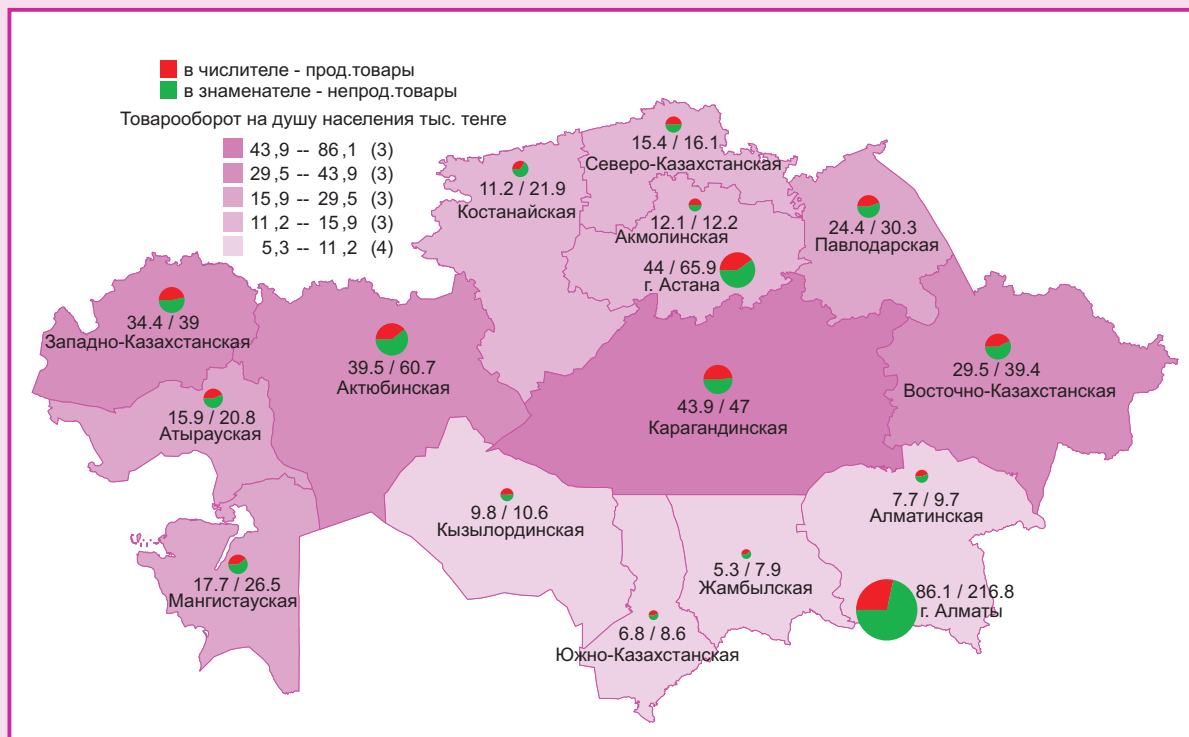 в числителе - прод.товары
в знаменателе - непрод.товары
Товарооборот на душу населения тыс. тенге
43,9 -- 86,1 (3)
29,5 -- 43,9 (3)
15,9 -- 29,5 (3)
11,2 -- 15,9 (3)
5,3 -- 11,2 (4)
15.4 / 16.1
Северо-Казахстанская
11.2 / 21.9
Костанайская
12.1 / 12.2
Акмолинская
24.4 / 30.3
Павлодарская
44 / 65.9
г. Астана
34.4 / 39
Западно-Казахстанская
39.5 / 60.7
Актюбинская
43.9 / 47
Карагандинская
29.5 / 39.4
Восточно-Казахстанская
15.9 / 20.8
Атырауская
9.8 / 10.6
Кызылординская
7.7 / 9.7
Алматинская
17.7 / 26.5
Мангистауская
5.3 / 7.9
Жамбылская
86.1 / 216.8
г. Алматы
6.8 / 8.6
Южно-Казахстанская